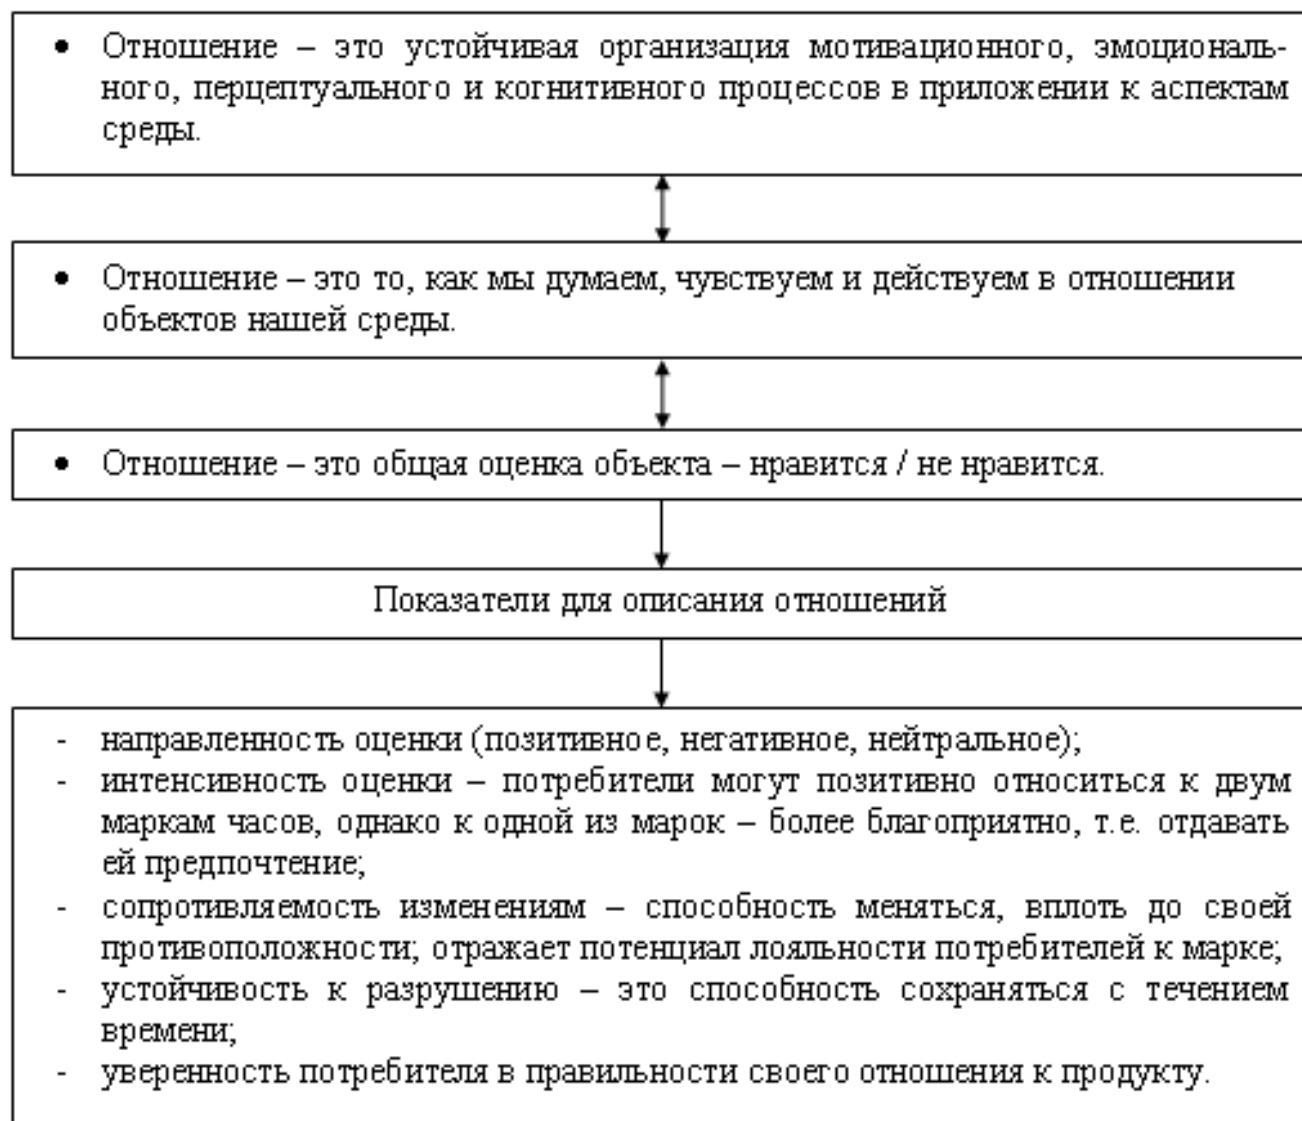 • Отношение – это устойчивая организация мотивационного, эмоциональ-
ного, перцептуального и когнитивного процессов в приложении к аспектам
среды.
• Отношение – это то, как мы думаем, чувствуем и действуем в отношении
объектов нашей среды.
• Отношение – это общая оценка объекта – нравится / не нравится.
Показатели для описания отношений
- направленность оценки (позитивное, негативное, нейтральное);
- интенсивность оценки – потребители могут позитивно относиться к двум
маркам часов, однако к одной из марок – более благоприятно, т.е. отдавать
ей предпочтение;
- сопротивляемость изменениям – способность меняться, вплоть до своей
противоположности; отражает потенциал лояльности потребителей к марке;
- устойчивость к разрушению – это способность сохраняться с течением
времени;
- уверенность потребителя в правильности своего отношения к продукту.